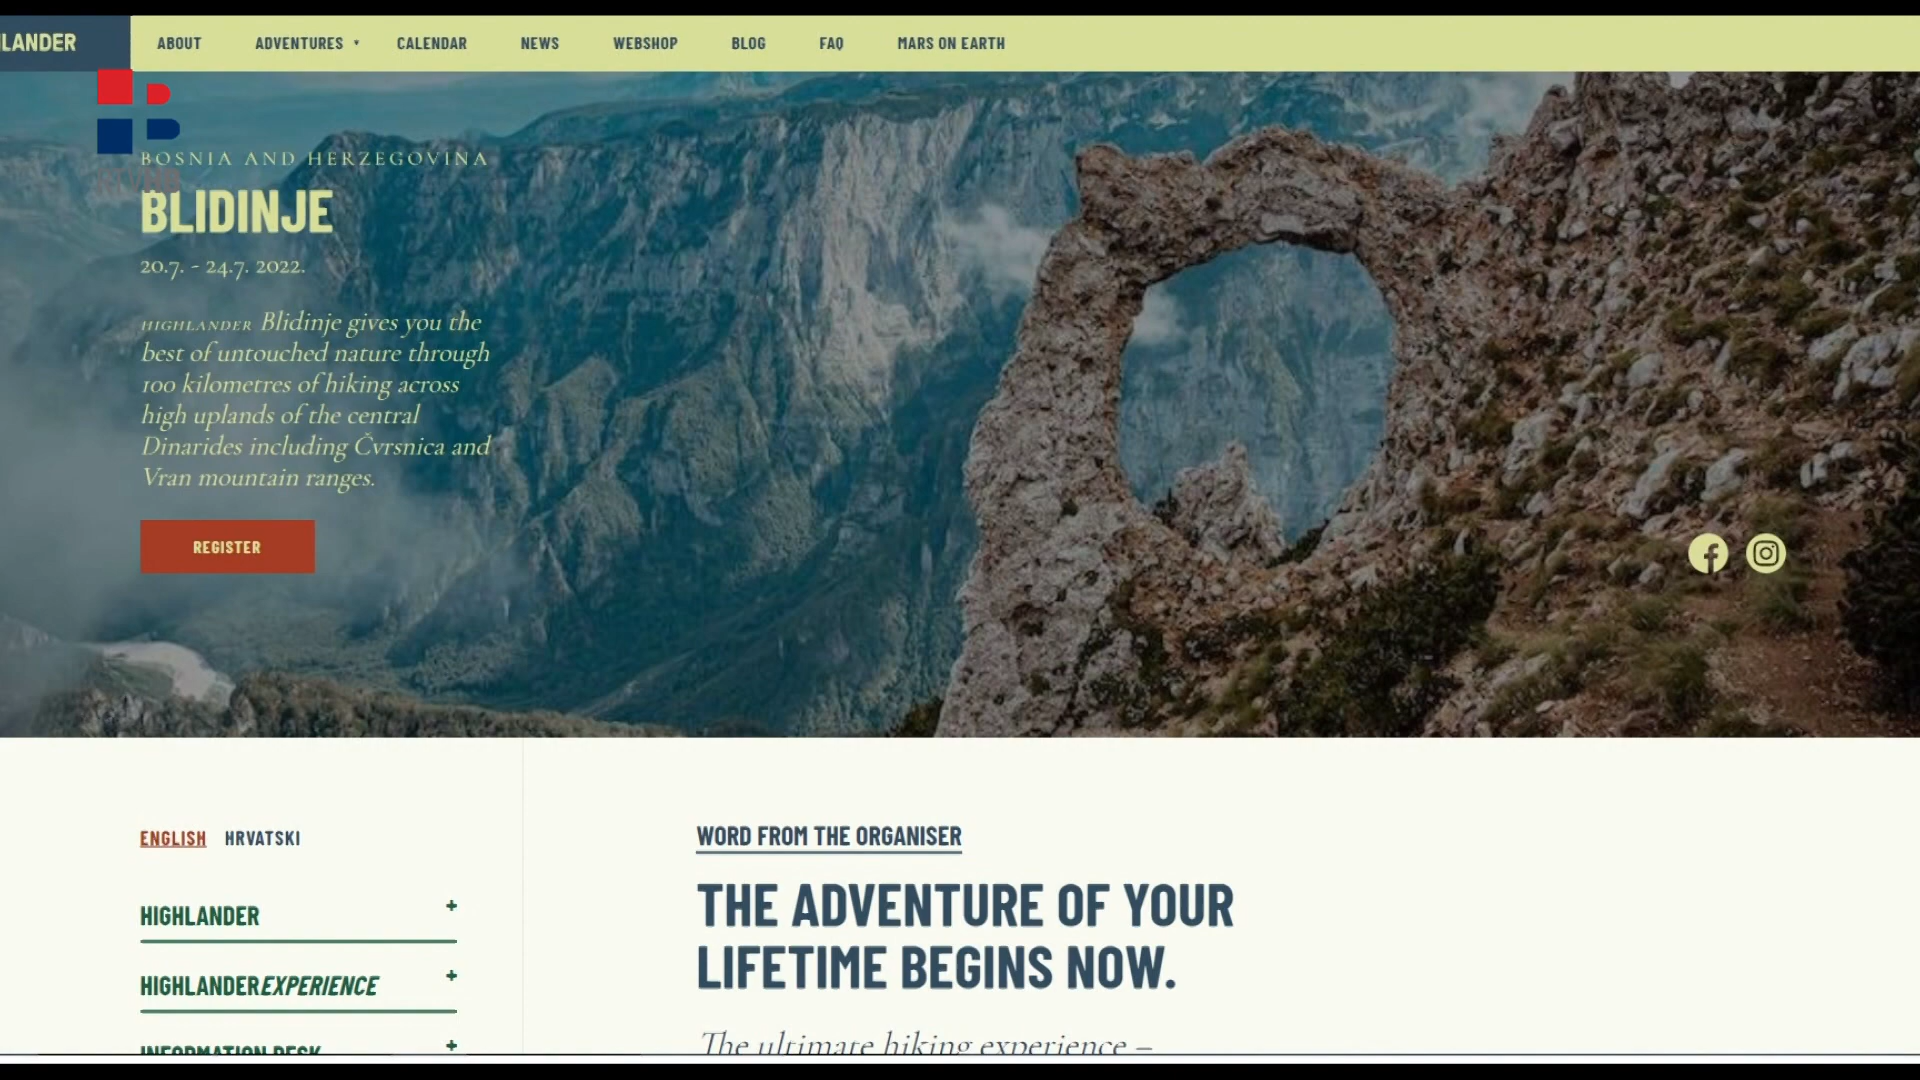 LANDER
ABOUT
ADVENTURES
CALENDAR
NEWS
WEBSHOP
BLOG
FAQ
MARS ON EARTH
BOSNIA AND HERZEGOVINA
BLIDINJE
20.7. - 24.7. 2022.
HIGHLANDER Blidinje gives you the
best of untouched nature through
100 kilometres of hiking across
high uplands of the central
Dinarides including Čvrsnica and
Vran mountain ranges.
REGISTER
ENGLISH HRVATSKI
HIGHLANDER +
HIGHLANDEREXPERIENCE +
INFORMATION DESK +
WORD FROM THE ORGANISER
THE ADVENTURE OF YOUR
LIFETIME BEGINS NOW.
The ultimate hiking experience –